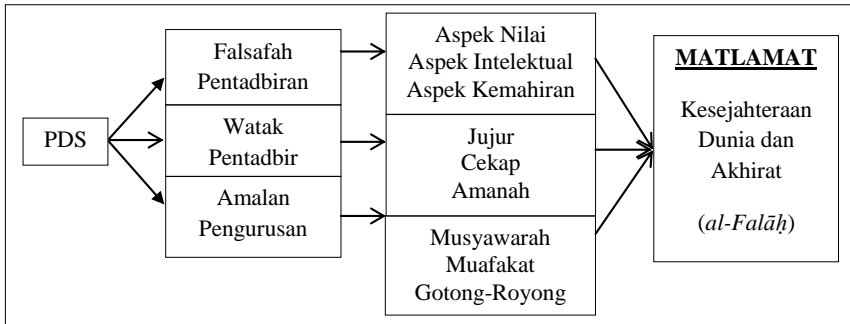 PDS
Falsafah
Pentadbiran
Watak
Pentadbir
Amalan
Pengurusan
Aspek Nilai
Aspek Intelektual
Aspek Kemahiran
Jujur
Cekap
Amanah
Musyawarah
Muafakat
Gotong-Royong
MATLAMAT
Kesejahteraan
Dunia dan
Akhirat
(al-Falāḥ)